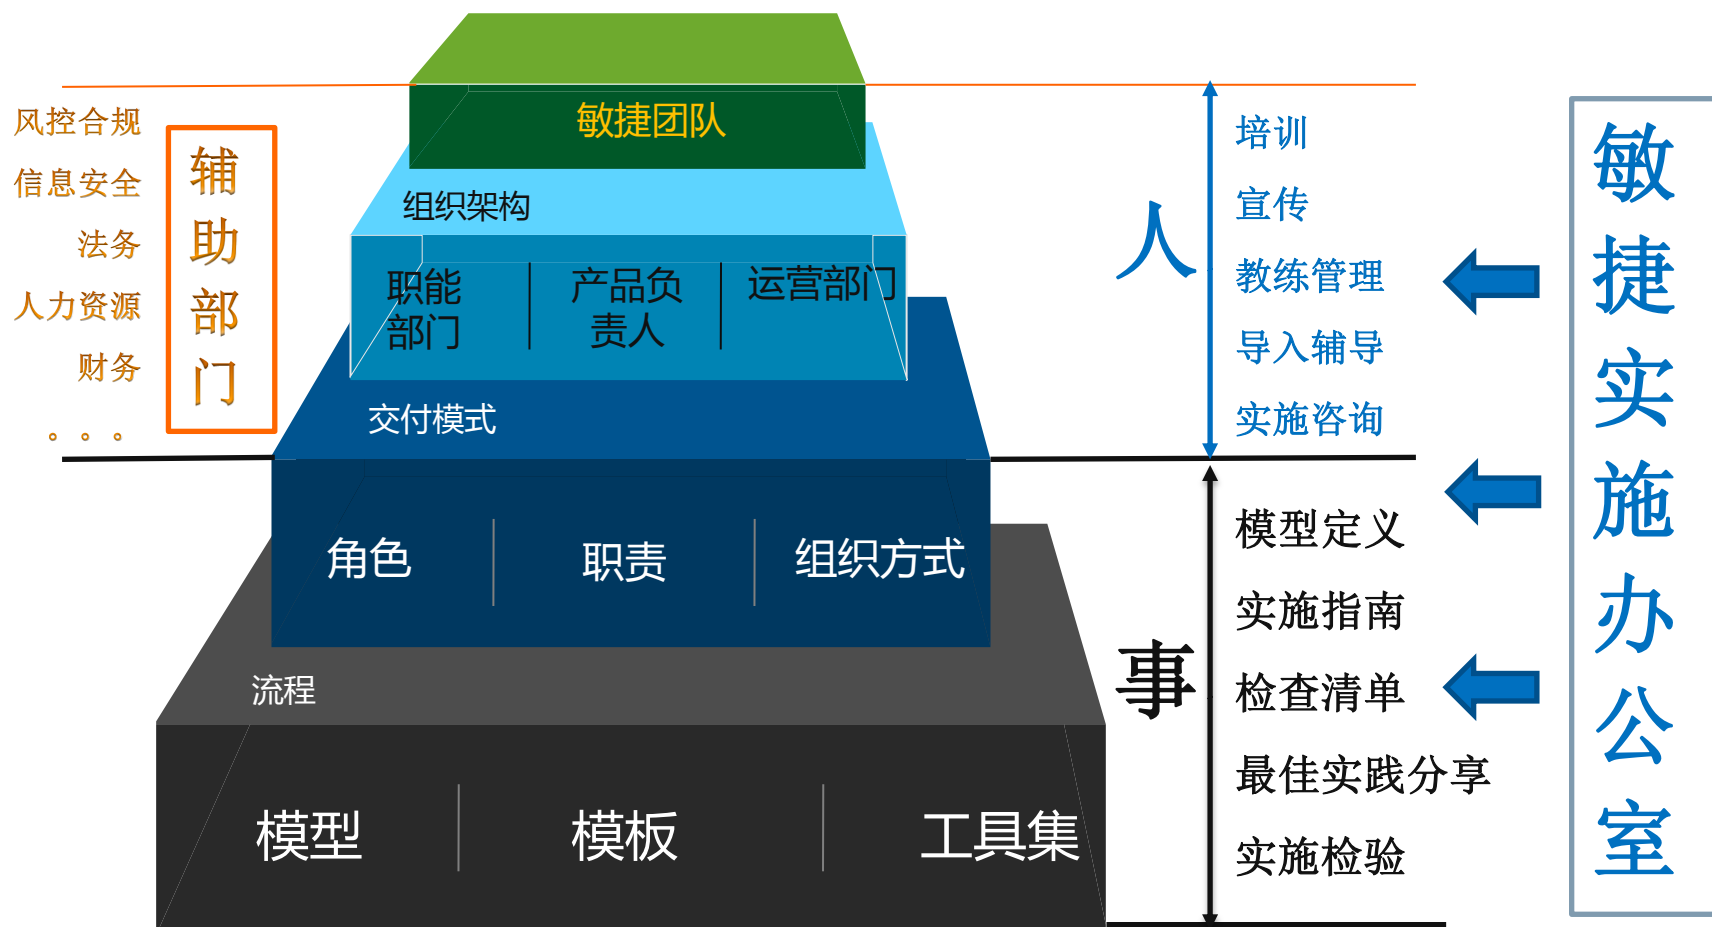 敏捷团队
组织架构
职能
部门
产品负
责人
运营部门
交付模式
角色
职责
组织方式
流程
模型
模板
工具集
风控合规
信息安全
法务
人力资源
财务
。。。
辅
助
部
门
人
培训
宣传
教练管理
导入辅导
实施咨询
事
模型定义
实施指南
检查清单
最佳实践分享
实施检验
敏
捷
实
施
办
公
室